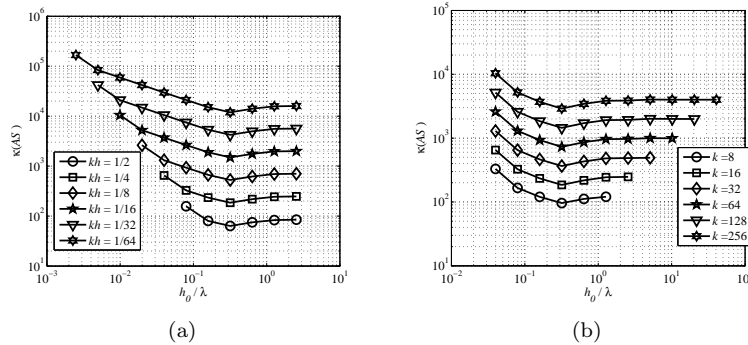 10^6
10^5
10^4
10^3
10^2
10^1
κ(AS)
kh = 1/2
kh = 1/4
kh = 1/8
kh = 1/16
kh = 1/32
kh = 1/64
10^-3
10^-2
10^-1
10^0
10^1
h_0 / λ
(a)
10^5
10^4
10^3
10^2
10^1
κ(AS)
k =8
k =16
k =32
k =64
k =128
k =256
10^-2
10^-1
10^0
10^1
10^2
h_0 / λ
(b)